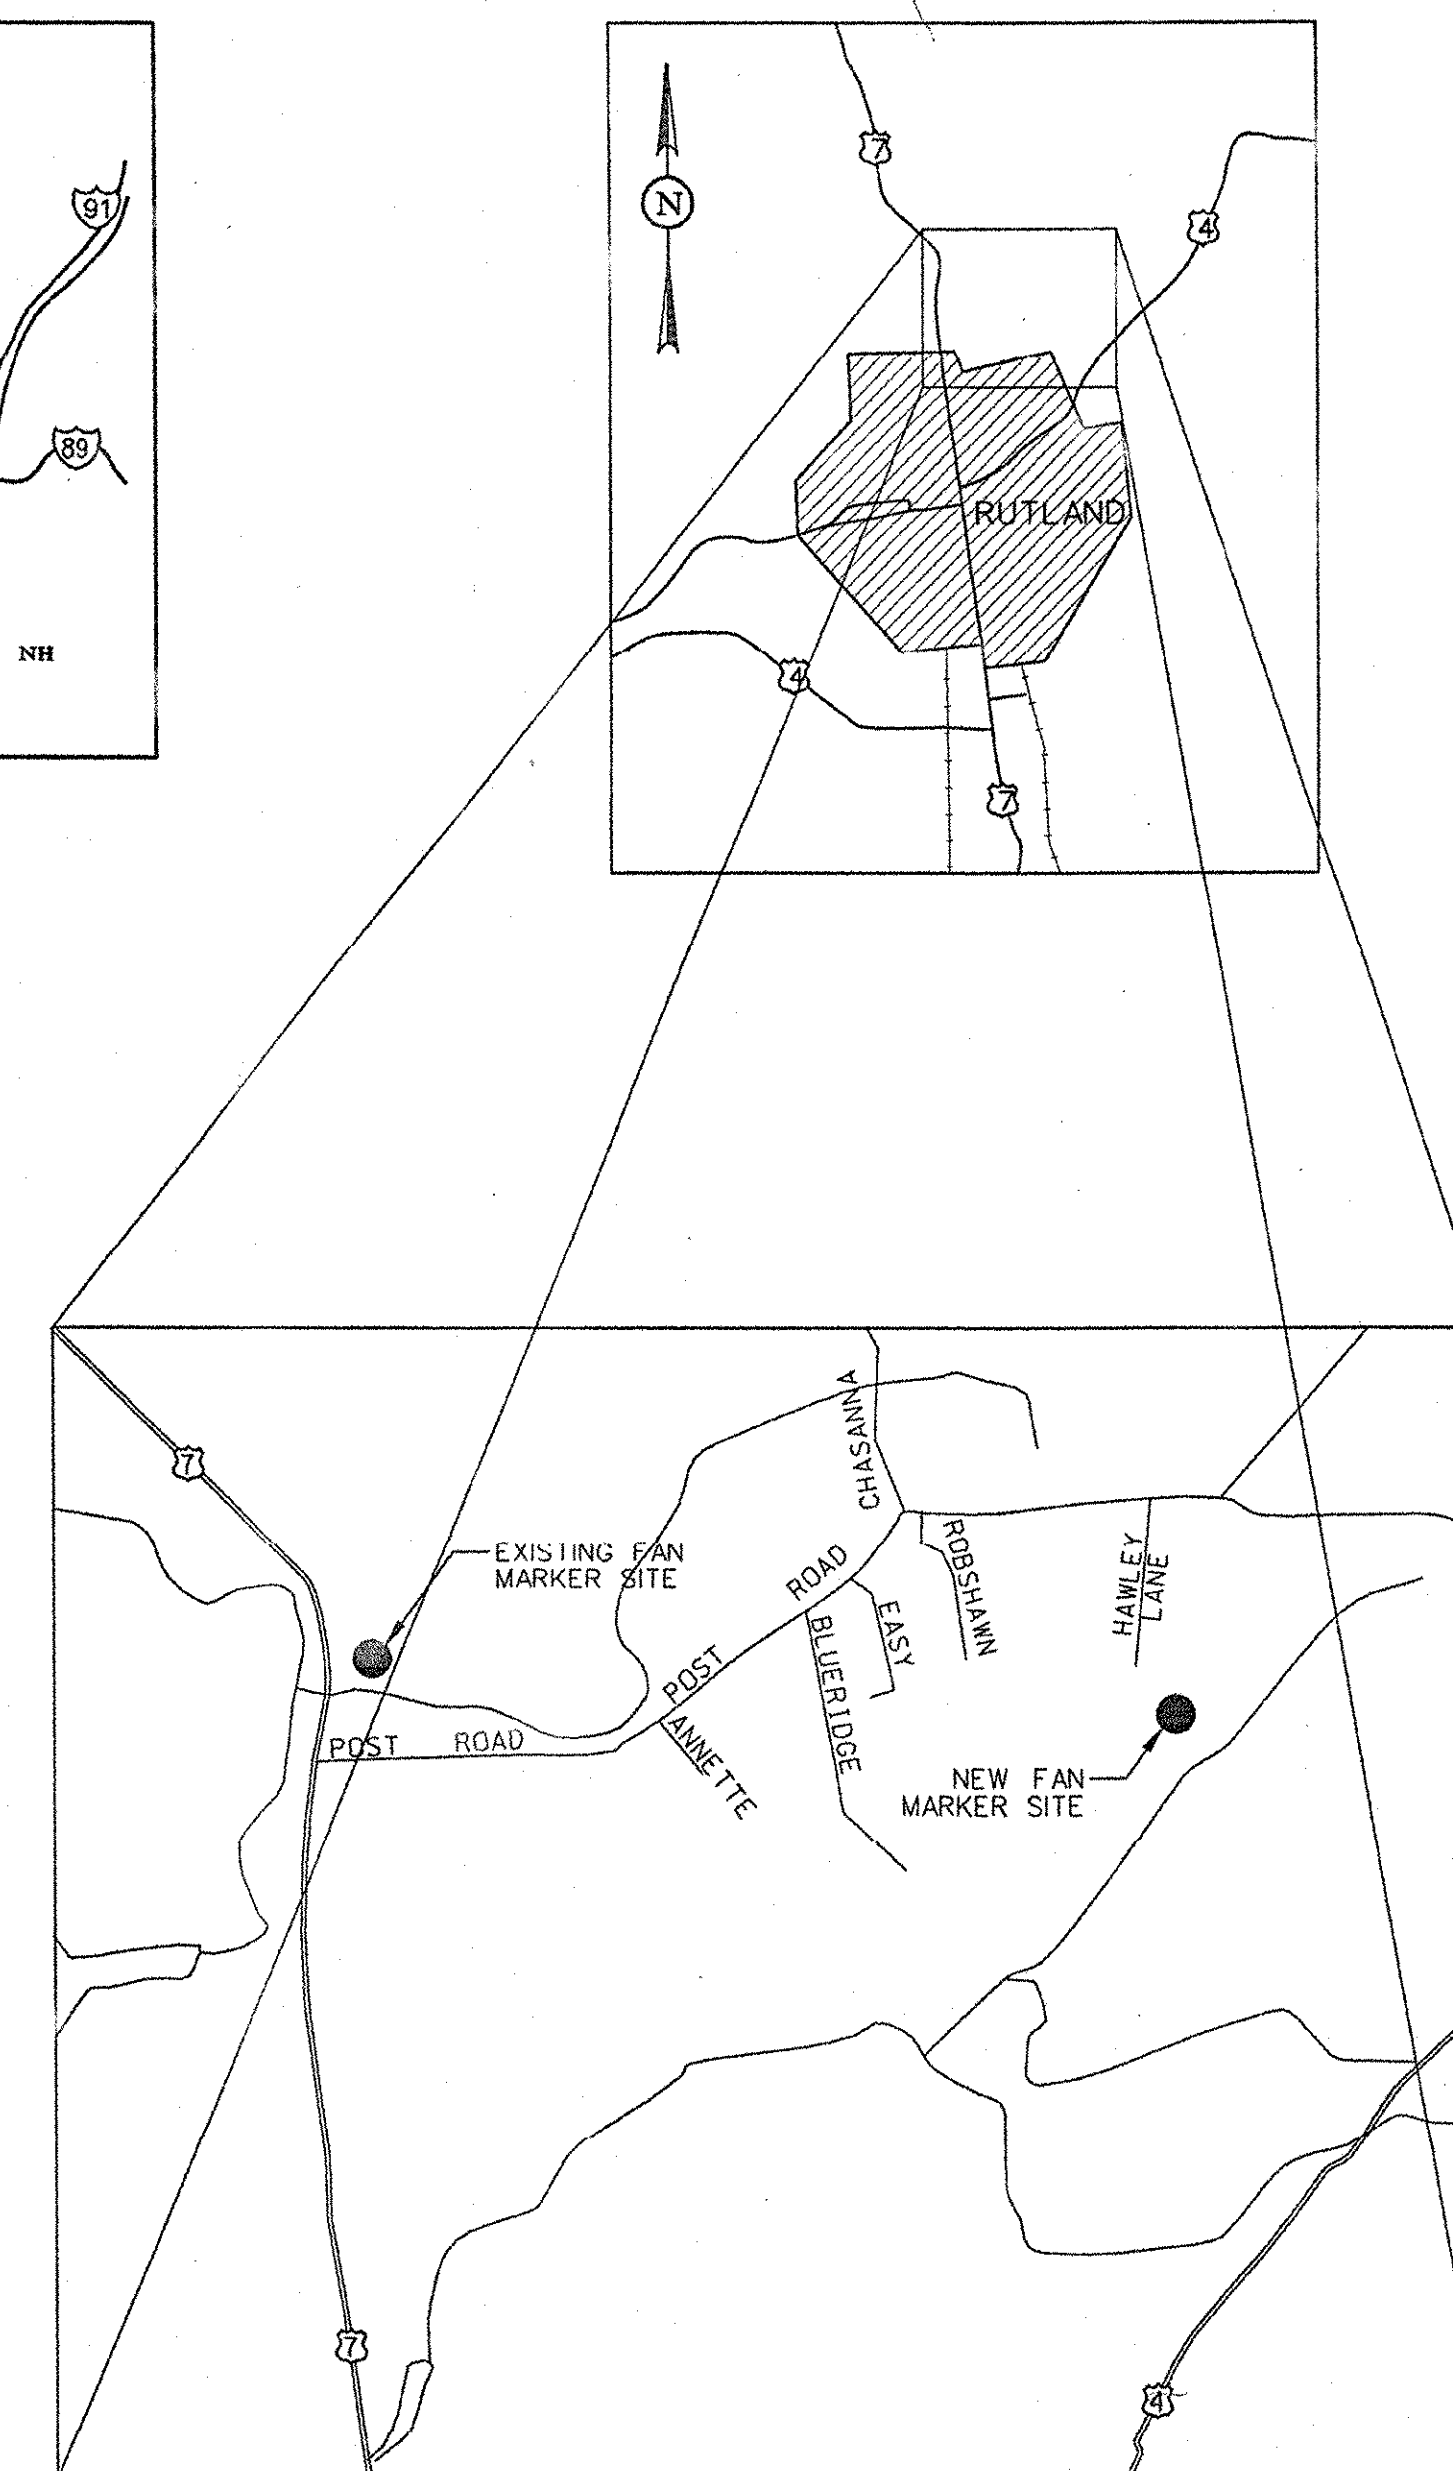 91
89
NH
N
7
4
RUTLAND
4
7
7
CHASANNA
EXISTING FAN
MARKER SITE
POST ROAD
ROBSHAWN
EASY
HAWLEY
LANE
BLUERIDGE
POST ROAD
ANNETTE
NEW FAN
MARKER SITE
7
4